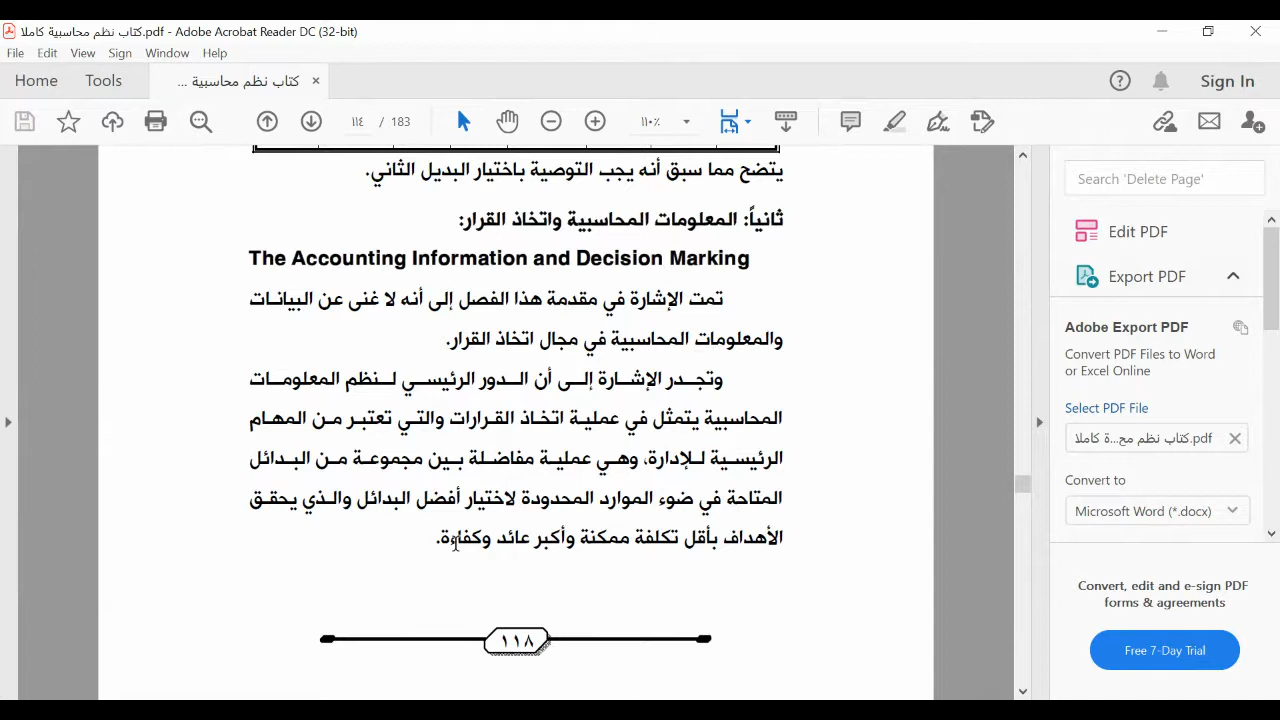 كتاب نظم محاسبية كاملا.pdf - Adobe Acrobat Reader DC (32-bit)
File Edit View Sign Window Help
Home Tools كتاب نظم محاسبية ... × Sign In
١١٤ / 183 ١١٠٪
يتضح مما سبق أنه يجب التوصية باختيار البديل الثاني.
ثانياً: المعلومات المحاسبية واتخاذ القرار:
The Accounting Information and Decision Marking
تمت الإشارة في مقدمة هذا الفصل إلى أنه لا غنى عن البيانات
والمعلومات المحاسبية في مجال اتخاذ القرار.
وتجدر الإشارة إلى أن الدور الرئيسي لنظم المعلومات
المحاسبية يتمثل في عملية اتخاذ القرارات والتي تعتبر من المهام
الرئيسية للإدارة، وهي عملية مفاضلة بين مجموعة من البدائل
المتاحة في ضوء الموارد المحدودة لاختيار أفضل البدائل والذي يحقق
الأهداف بأقل تكلفة ممكنة وأكبر عائد وكفاءة.
١١٨
Search 'Delete Page'
Edit PDF
Export PDF
Adobe Export PDF
Convert PDF Files to Word
or Excel Online
Select PDF File
كتاب نظم مح...ة كاملا.pdf
Convert to
Microsoft Word (*.docx)
Convert, edit and e-sign PDF
forms & agreements
Free 7-Day Trial